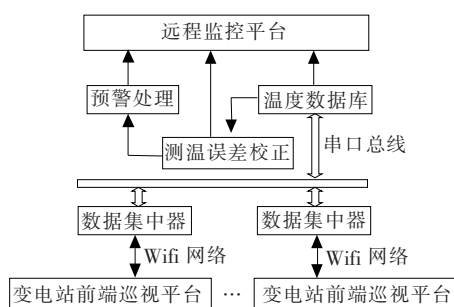 远程监控平台
预警处理
温度数据库
测温误差校正
串口总线
数据集中器
数据集中器
Wifi 网络
Wifi 网络
变电站前端巡视平台
…
变电站前端巡视平台